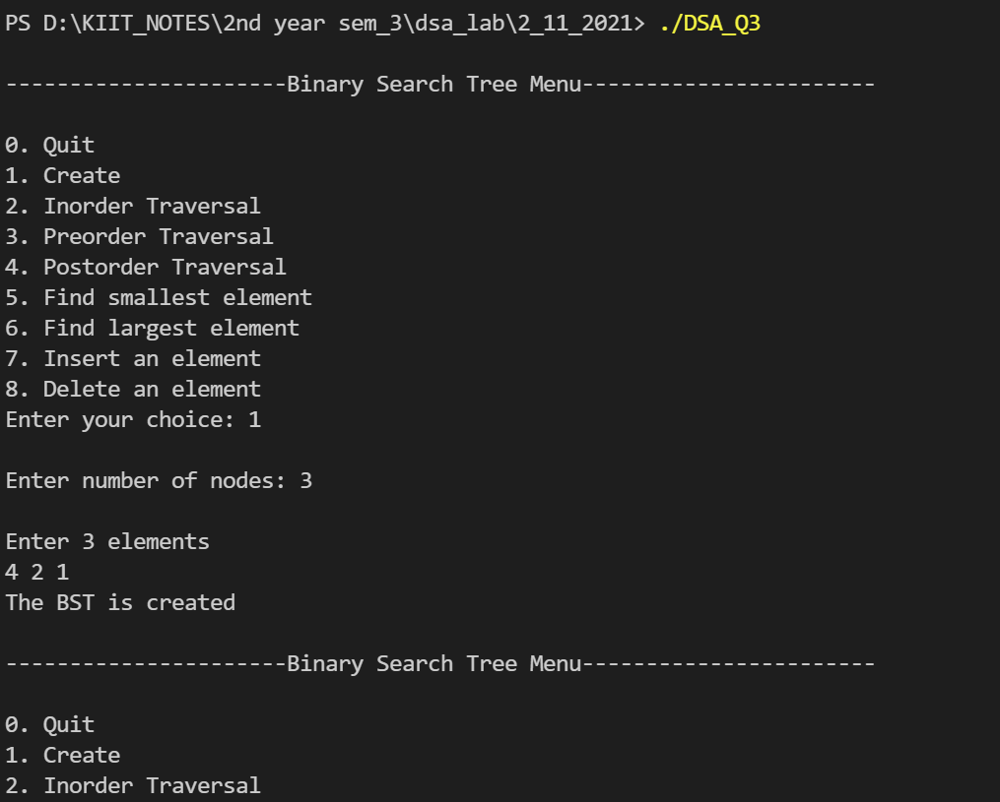 PS D:\KIIT_NOTES\2nd year sem_3\dsa_lab\2_11_2021> ./DSA_Q3
----------------------Binary Search Tree Menu-----------------------
0. Quit
1. Create
2. Inorder Traversal
3. Preorder Traversal
4. Postorder Traversal
5. Find smallest element
6. Find largest element
7. Insert an element
8. Delete an element
Enter your choice: 1
Enter number of nodes: 3
Enter 3 elements
4 2 1
The BST is created
----------------------Binary Search Tree Menu-----------------------
0. Quit
1. Create
2. Inorder Traversal